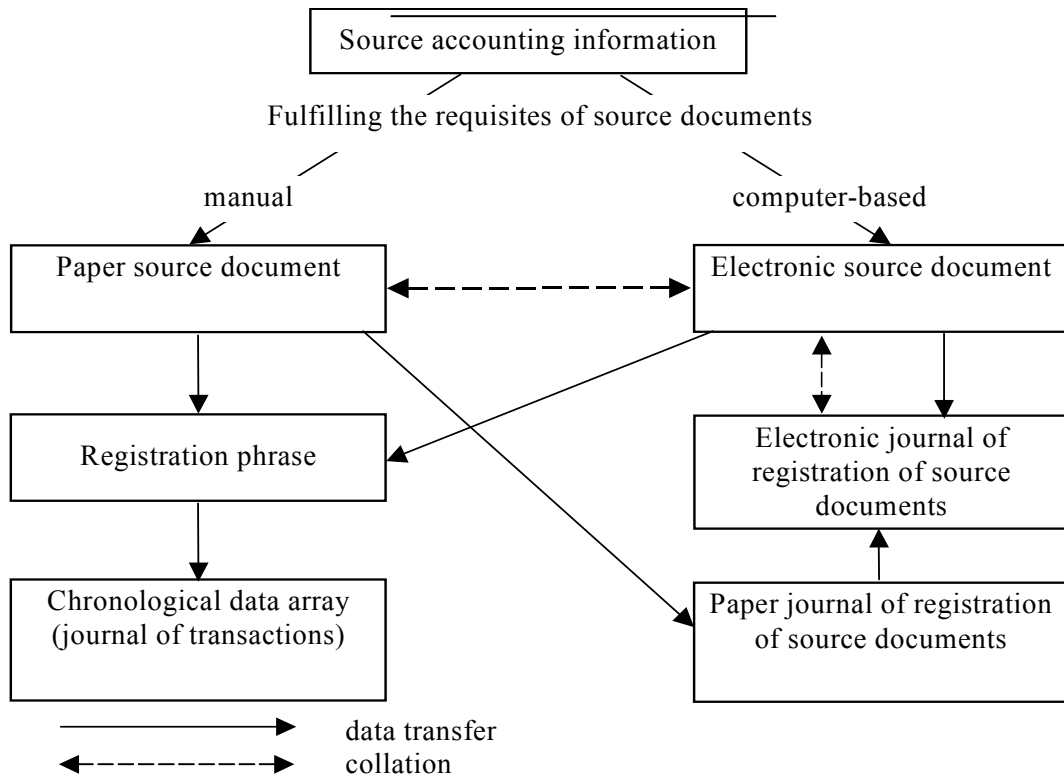 Source accounting information
Fulfilling the requisites of source documents
manual
computer-based
Paper source document
Electronic source document
Registration phrase
Electronic journal of
registration of source
documents
Chronological data array
(journal of transactions)
Paper journal of registration
of source documents
data transfer
collation